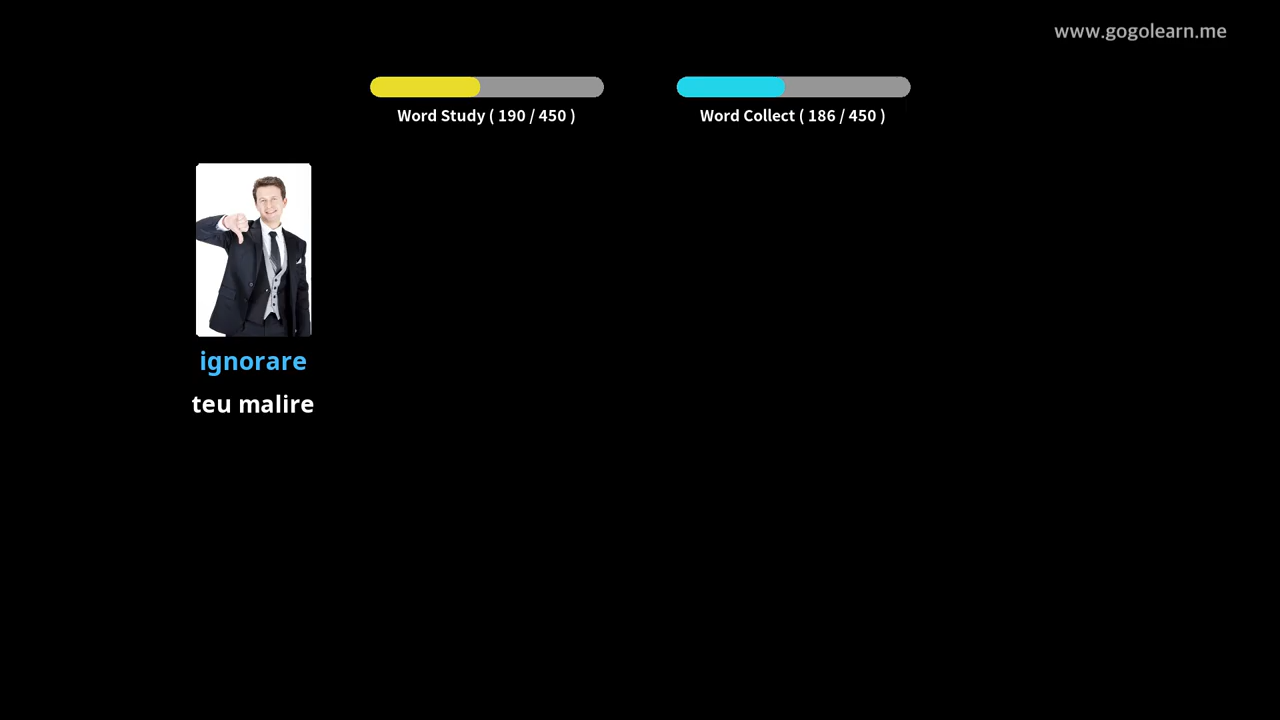 www.gogolearn.me
Word Study ( 190 / 450 )
Word Collect ( 186 / 450 )
ignorare
teu malire